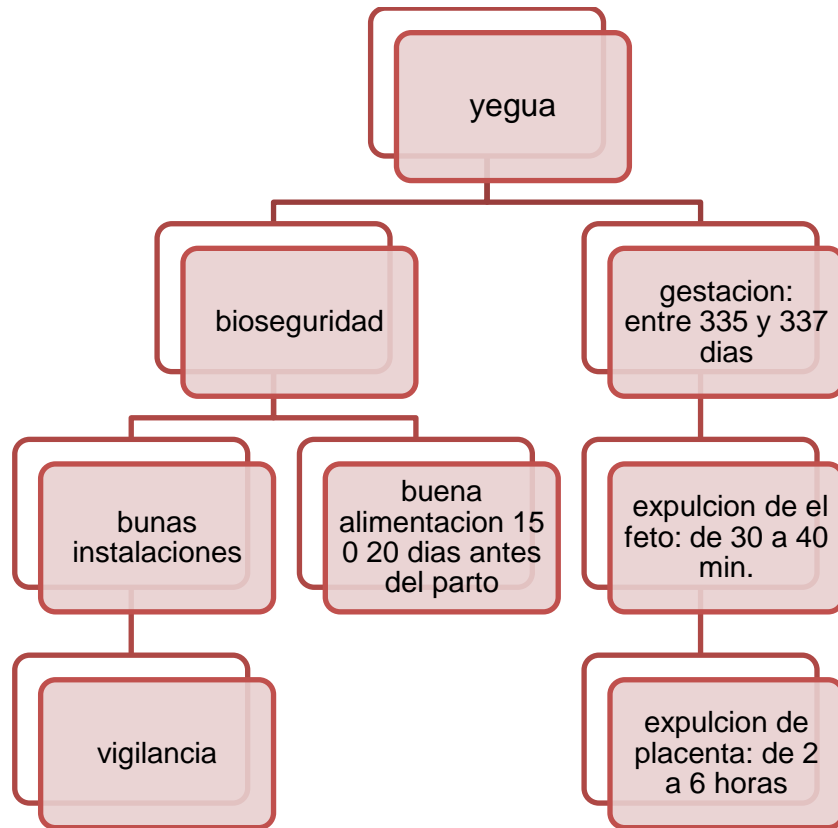 yegua
bioseguridad
gestacion:
entre 335 y 337
dias
bunas
instalaciones
buena
alimentacion 15
0 20 dias antes
del parto
expulcion de el
feto: de 30 a 40
min.
vigilancia
expulcion de
placenta: de 2
a 6 horas